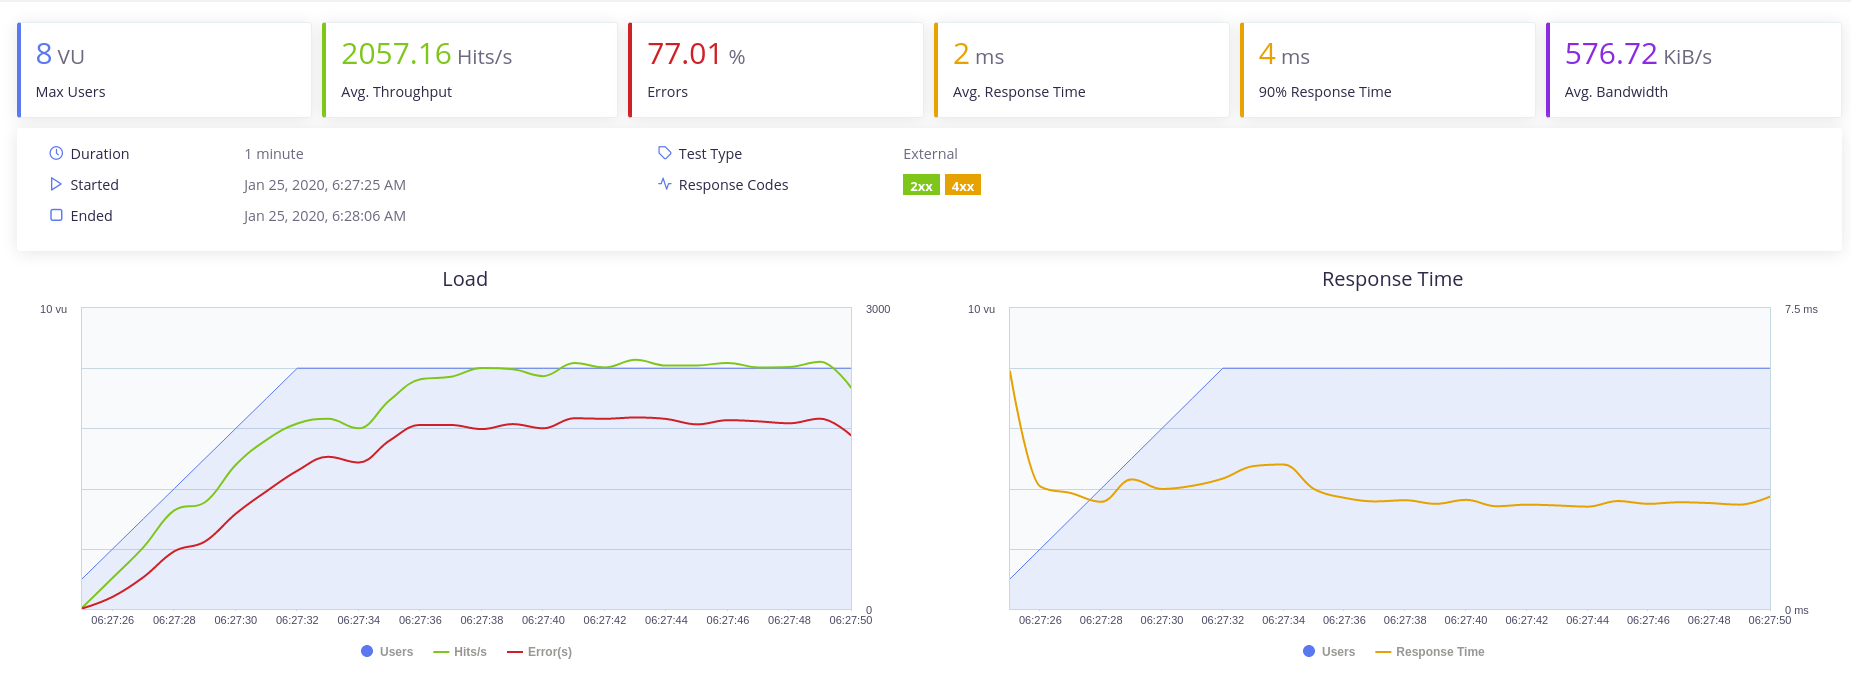 8 VU
Max Users
2057.16 Hits/s
Avg. Throughput
77.01 %
Errors
2 ms
Avg. Response Time
4 ms
90% Response Time
576.72 KiB/s
Avg. Bandwidth
Duration 1 minute
Started Jan 25, 2020, 6:27:25 AM
Ended Jan 25, 2020, 6:28:06 AM
Test Type External
Response Codes 2xx 4xx
Load
10 vu
3000
0
06:27:26 06:27:28 06:27:30 06:27:32 06:27:34 06:27:36 06:27:38 06:27:40 06:27:42 06:27:44 06:27:46 06:27:48 06:27:50
Users Hits/s Error(s)
Response Time
10 vu
7.5 ms
0 ms
06:27:26 06:27:28 06:27:30 06:27:32 06:27:34 06:27:36 06:27:38 06:27:40 06:27:42 06:27:44 06:27:46 06:27:48 06:27:50
Users Response Time